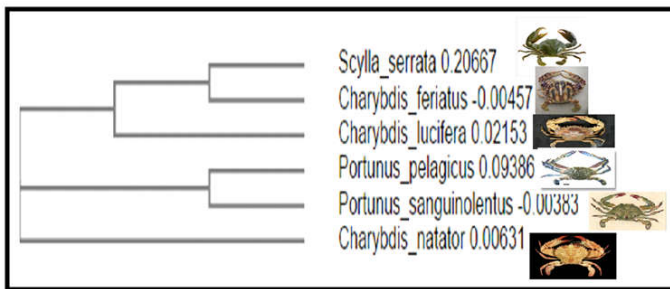 Scylla_serrata 0.20667
Charybdis_feriatus -0.00457
Charybdis_lucifera 0.02153
Portunus_pelagicus 0.09386
Portunus_sanguinolentus -0.00383
Charybdis_natator 0.00631